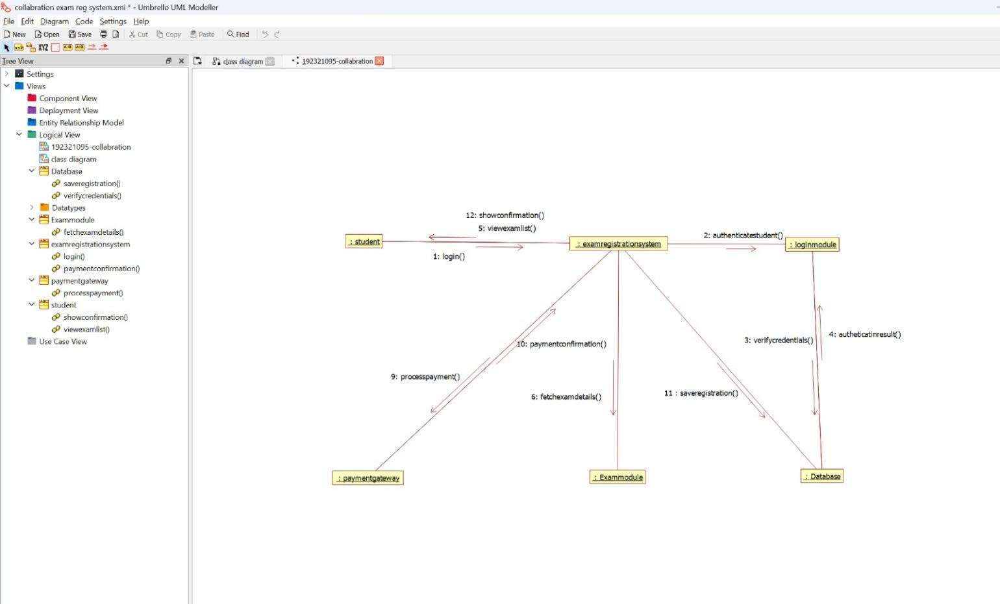 collabration exam reg system.xmi * - Umbrello UML Modeller
File Edit Diagram Code Settings Help
New Open Save Cut Copy Paste Find
XYZ XYZ A:B A:B
Tree View
class diagram
192321095-collabration
Settings
Views
Component View
Deployment View
Entity Relationship Model
Logical View
192321095-collabration
class diagram
Database
saveregistration()
verifycredentials()
Datatypes
Exammodule
fetchexamdetails()
examregistrationsystem
login()
paymentconfirmation()
paymentgateway
processpayment()
student
showconfirmation()
viewexamlist()
Use Case View
12: showconfirmation()
5: viewexamlist()
: student
1: login()
: examregistrationsystem
2: authenticatestudent()
: loginmodule
3: verifycredentials()
4: autheticatinresult()
10: paymentconfirmation()
9: processpayment()
6: fetchexamdetails()
11 : saveregistration()
: paymentgateway
: Exammodule
: Database